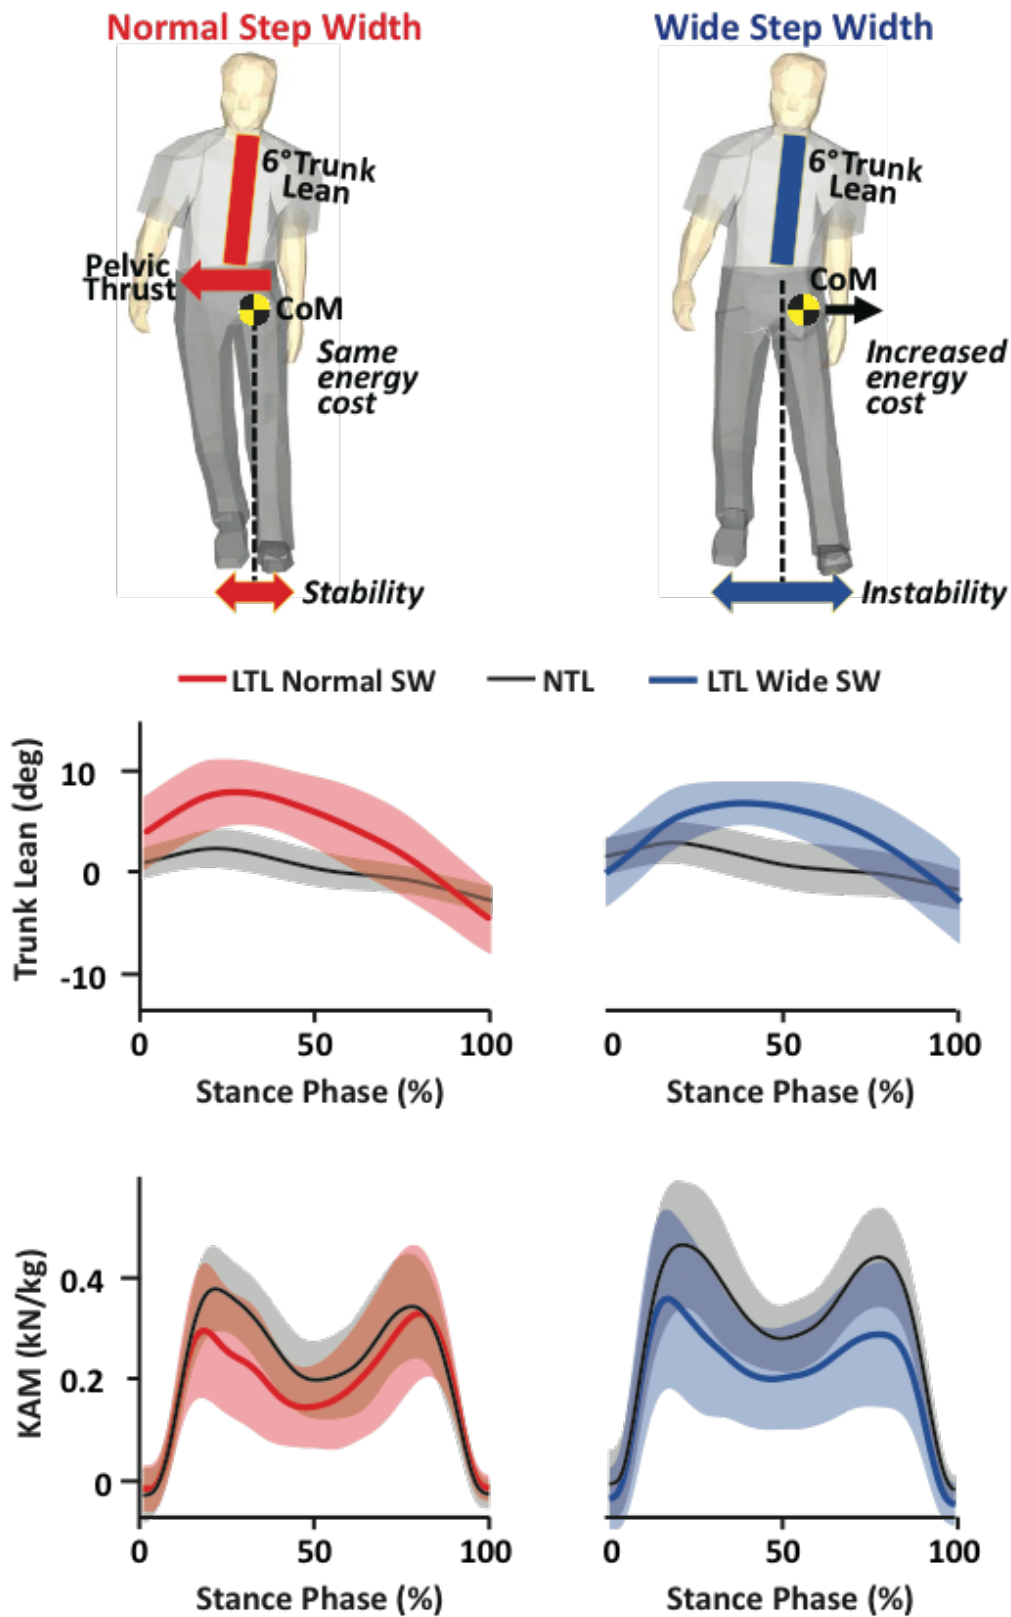 Normal Step Width
Wide Step Width
6°Trunk
Lean
6°Trunk
Lean
Pelvic
Thrust
CoM
CoM
Same
energy
cost
Increased
energy
cost
Stability
Instability
LTL Normal SW
NTL
LTL Wide SW
Trunk Lean (deg)
10
0
-10
0
50
100
0
50
100
Stance Phase (%)
Stance Phase (%)
KAM (kN/kg)
0.4
0.2
0
0
50
100
0
50
100
Stance Phase (%)
Stance Phase (%)